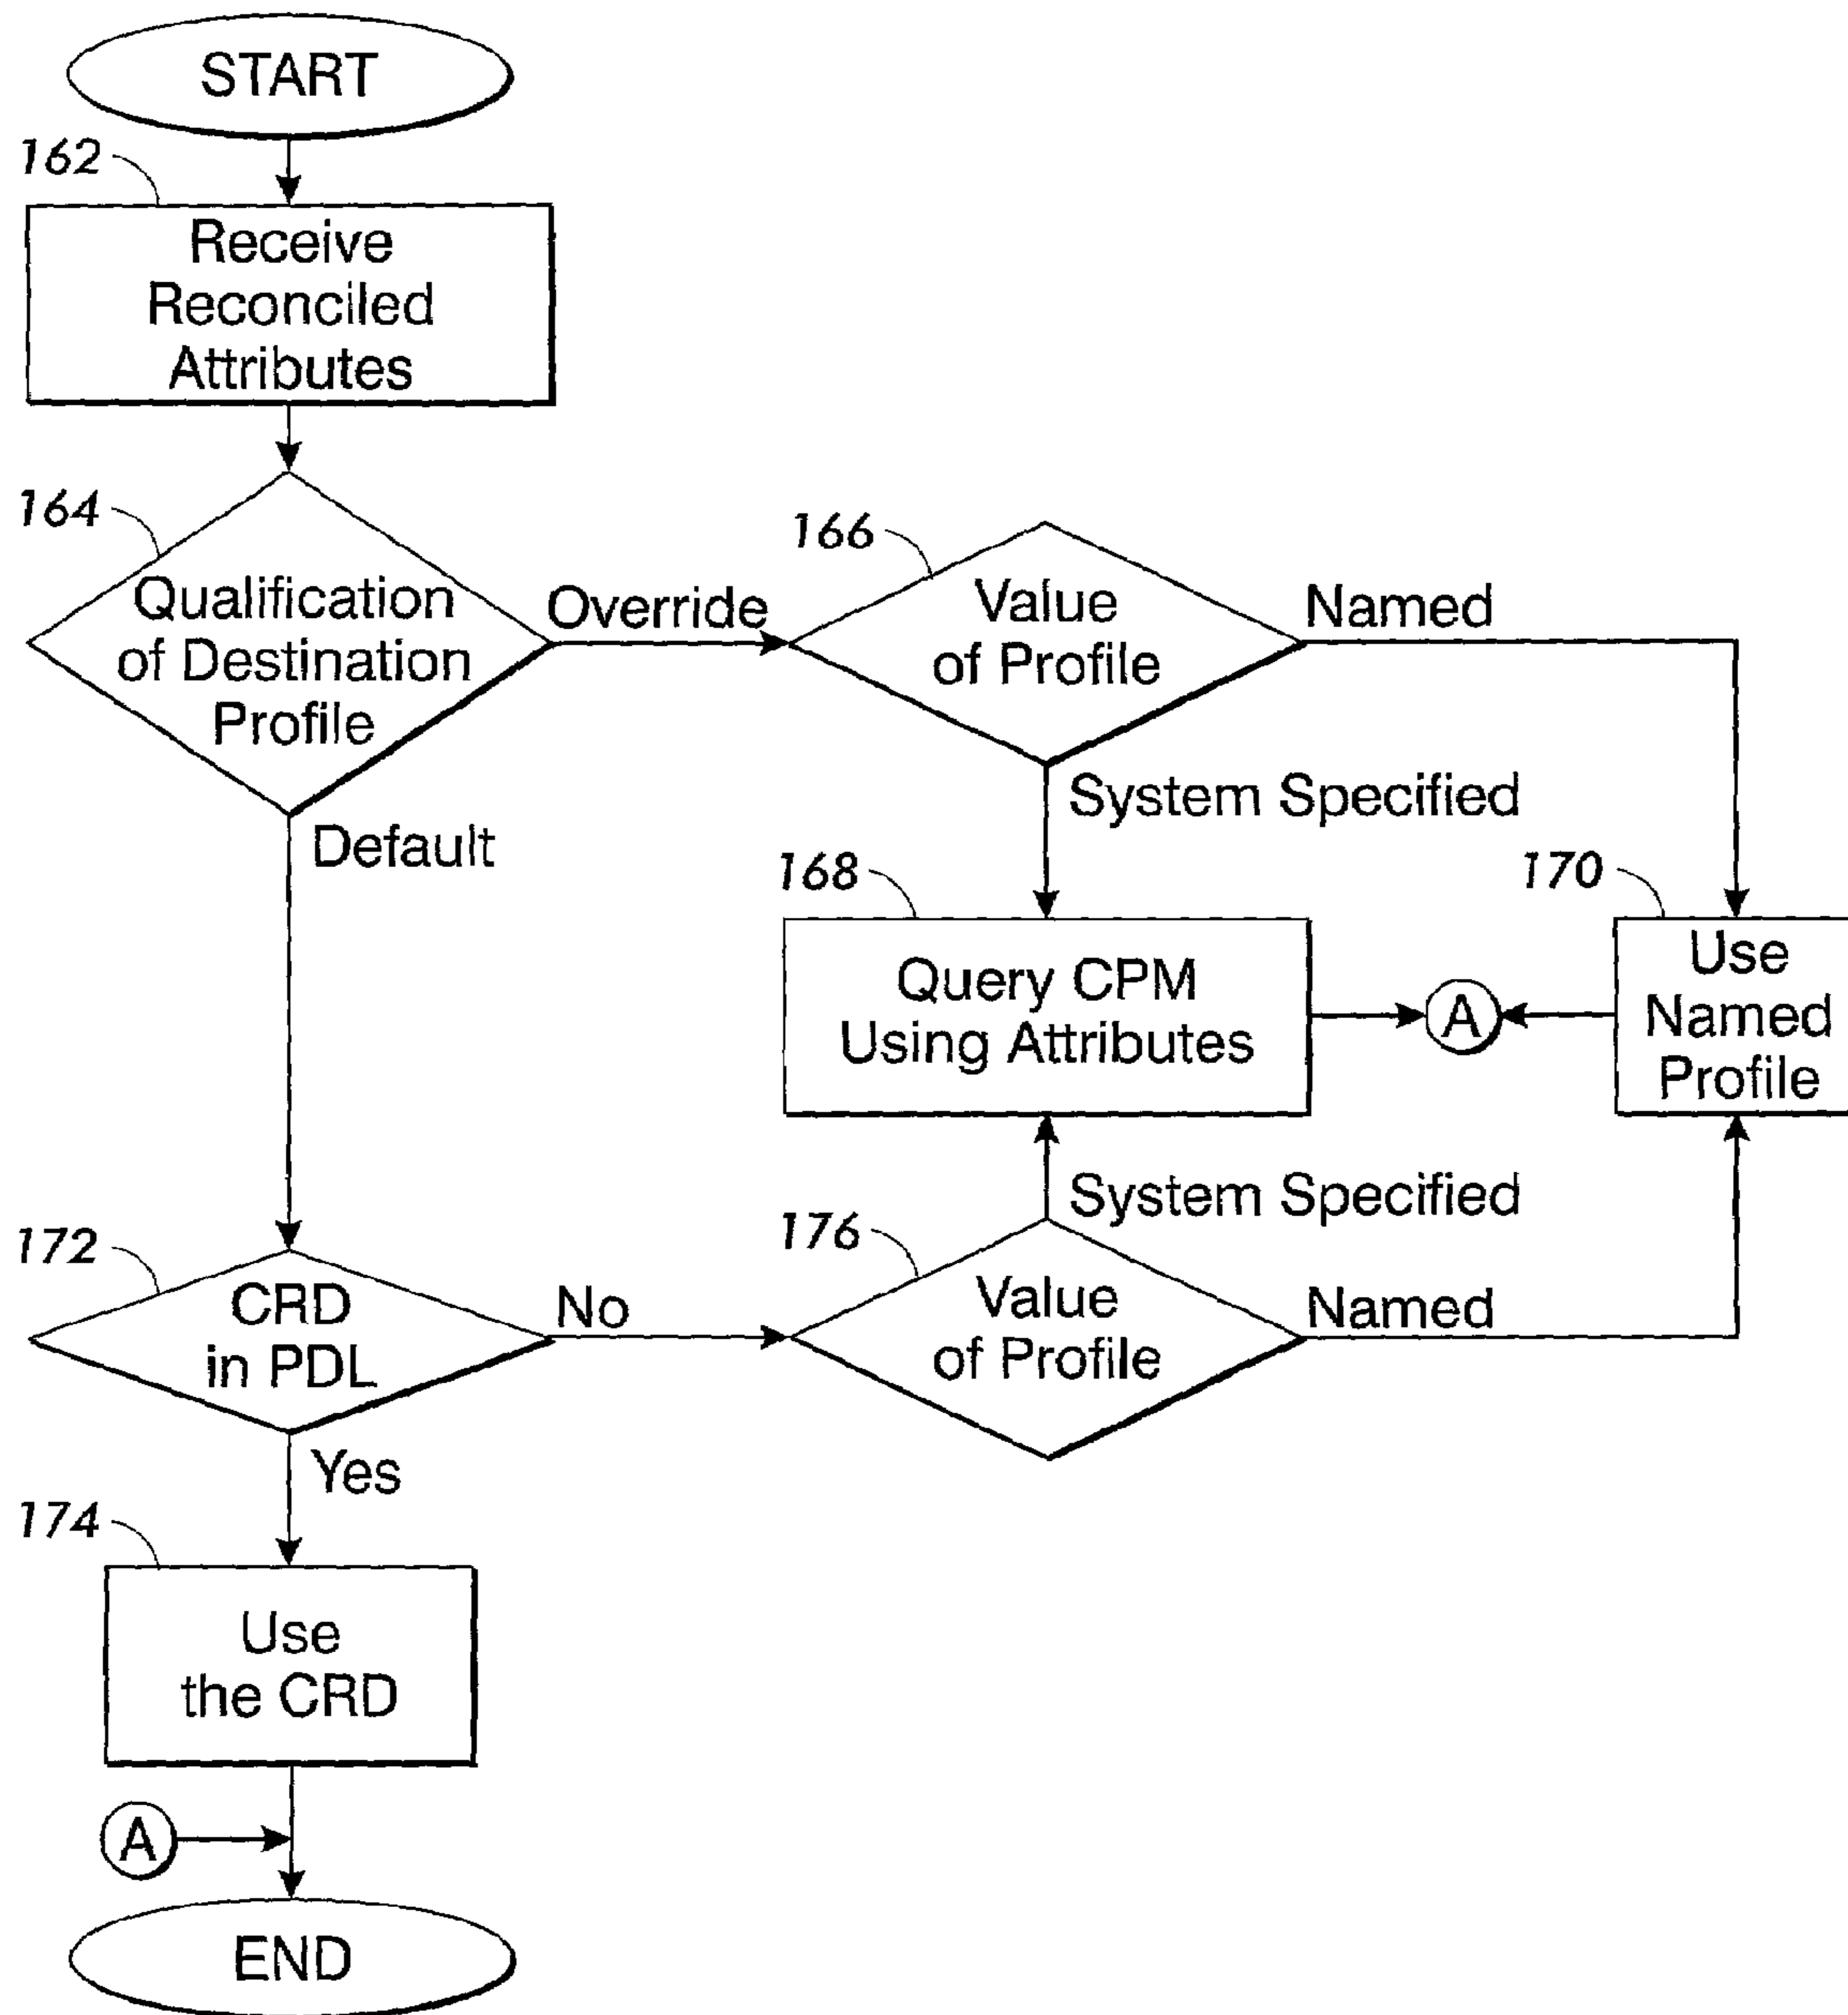 START
162
Receive
Reconciled
Attributes
164
Qualification
of Destination
Profile
Override
166
Value
of Profile
Named
System Specified
Default
168
Query CPM
Using Attributes
A
170
Use
Named
Profile
System Specified
172
CRD
in PDL
No
176
Value
of Profile
Named
Yes
174
Use
the CRD
A
END